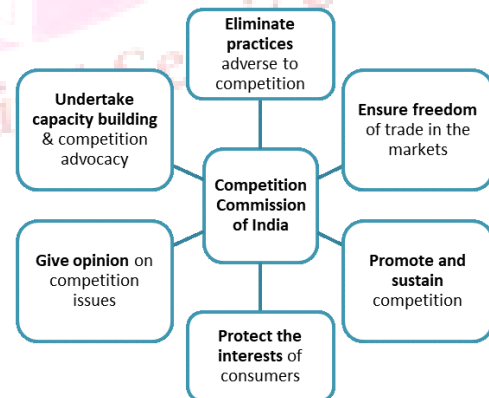 Eliminate
practices
adverse to
competition
Ensure freedom
of trade in the
markets
Promote and
sustain
competition
Protect the
interests of
consumers
Give opinion on
competition
issues
Undertake
capacity building
& competition
advocacy
Competition
Commission
of India